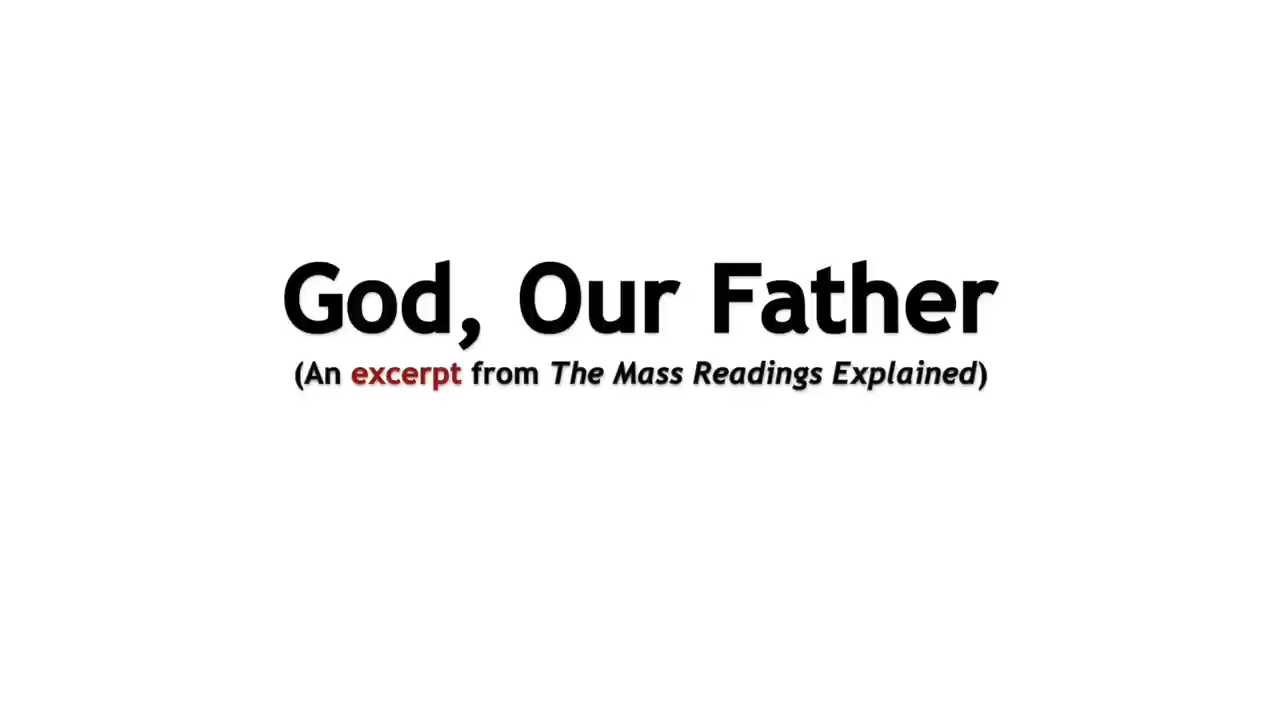 God, Our Father
(An excerpt from The Mass Readings Explained)